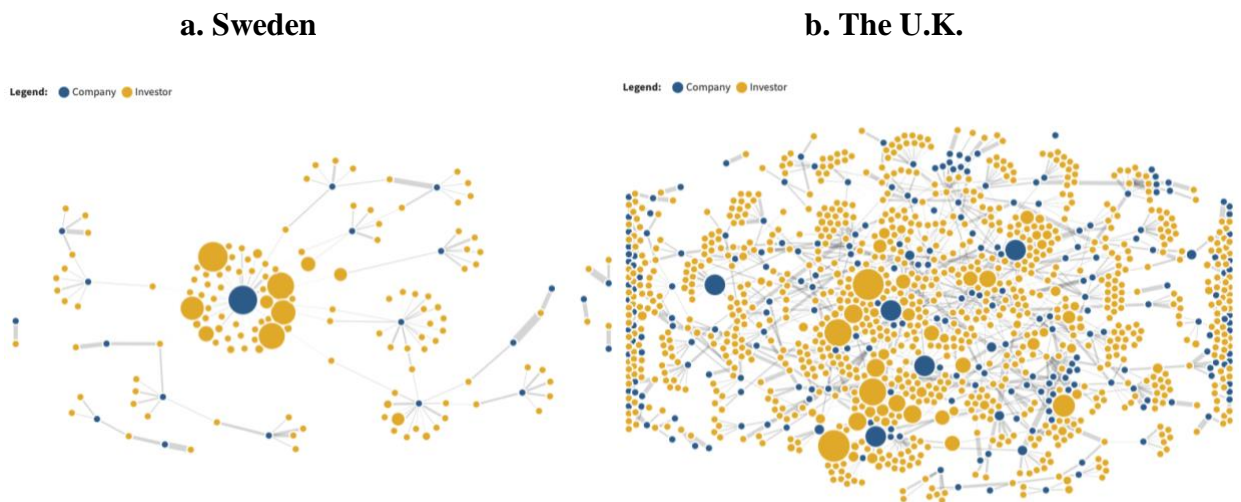 a. Sweden
b. The U.K.
Legend: Company Investor
Legend: Company Investor